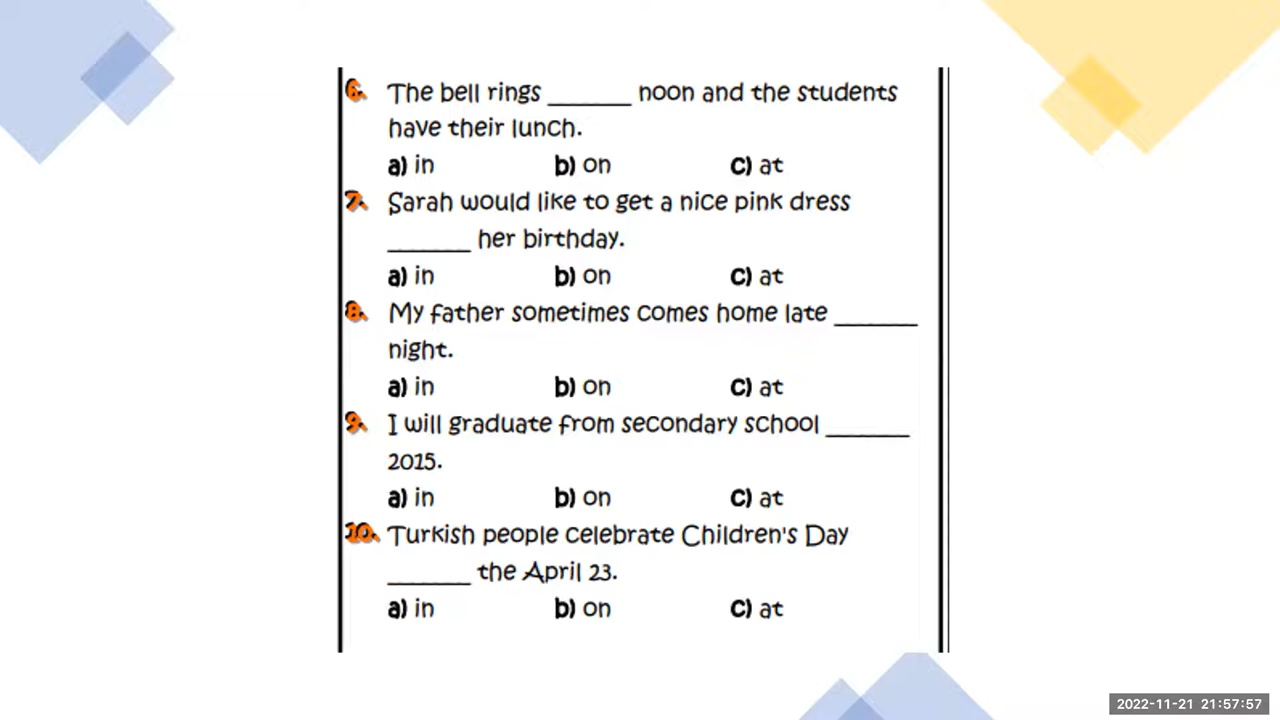 6. The bell rings _______ noon and the students
have their lunch.
a) in b) on c) at
7. Sarah would like to get a nice pink dress
_______ her birthday.
a) in b) on c) at
8. My father sometimes comes home late _______
night.
a) in b) on c) at
9. I will graduate from secondary school _______
2015.
a) in b) on c) at
10. Turkish people celebrate Children's Day
_______ the April 23.
a) in b) on c) at
2022-11-21 21:57:57